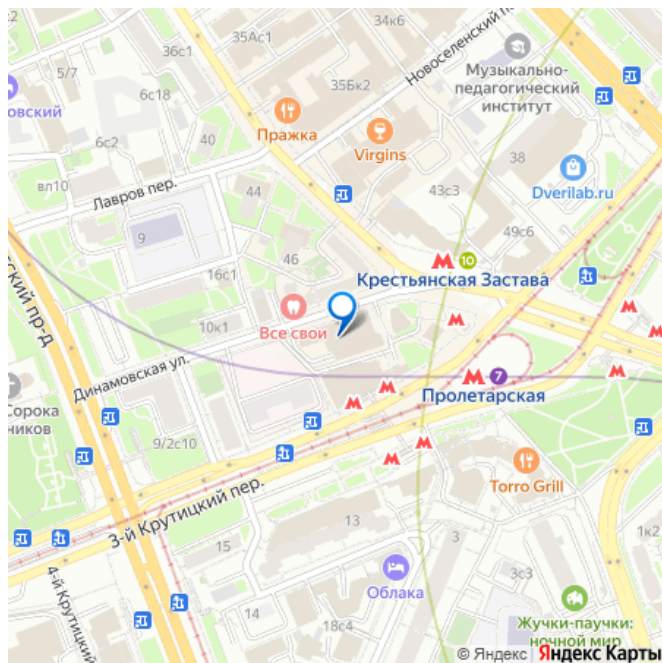 34к6
35Ас1
36с1
5/7
6с18
35Бк2
Новоселенский п
Музыкально-
педагогический
институт
овский
6с2
40
Пражка
Virgins
38
вл10
Лавров пер.
44
43с3
Dverilab.ru
9
49с6
46
16с1
10
Крестьянская Застава
ский пр-д
10к1
Все свои
Динамовская ул.
7
Пролетарская
Сорока
ников
9/2с10
Torro Grill
3-й Крутицкий пер.
13
3
1к2
15
4-й Крутицкий
Облака
3с3
14
18с4
Жучки-паучки:
ночной мир
© Яндекс Яндекс Карты